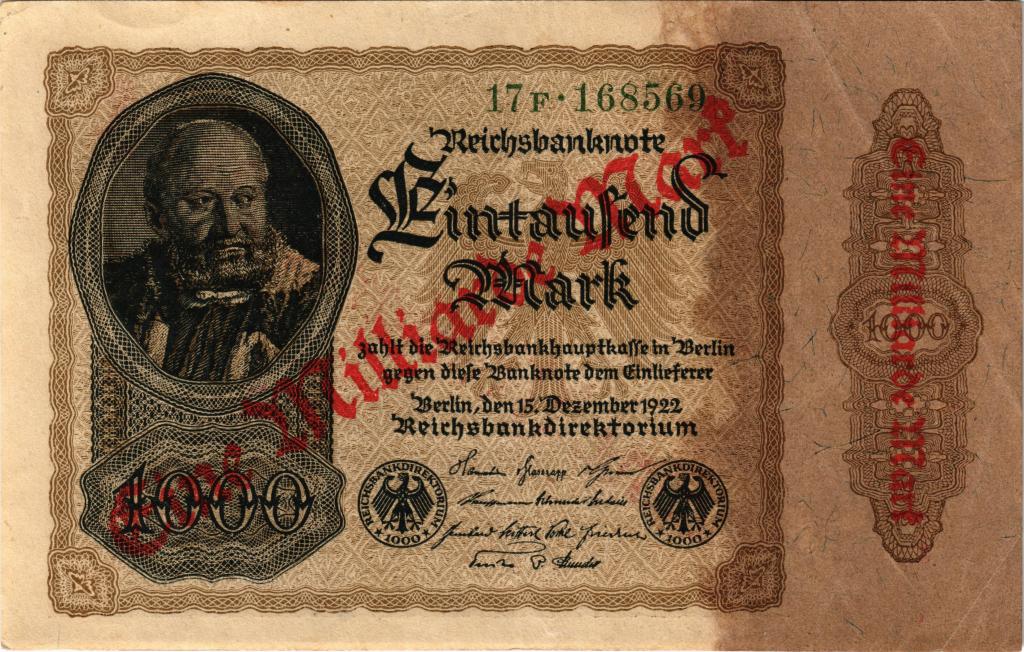 17F·168569
Reichsbanknote
Eintausend
Mark
zahlt die Reichsbankhauptkasse in Berlin
gegen diese Banknote dem Einlieferer
Berlin, den 15. Dezember 1922
Reichsbankdirektorium
1000
REICHSBANKDIREKTORIUM
1000
REICHSBANKDIREKTORIUM
1000
Eine Milliarde Mark
Eine Milliarde Mark
1000